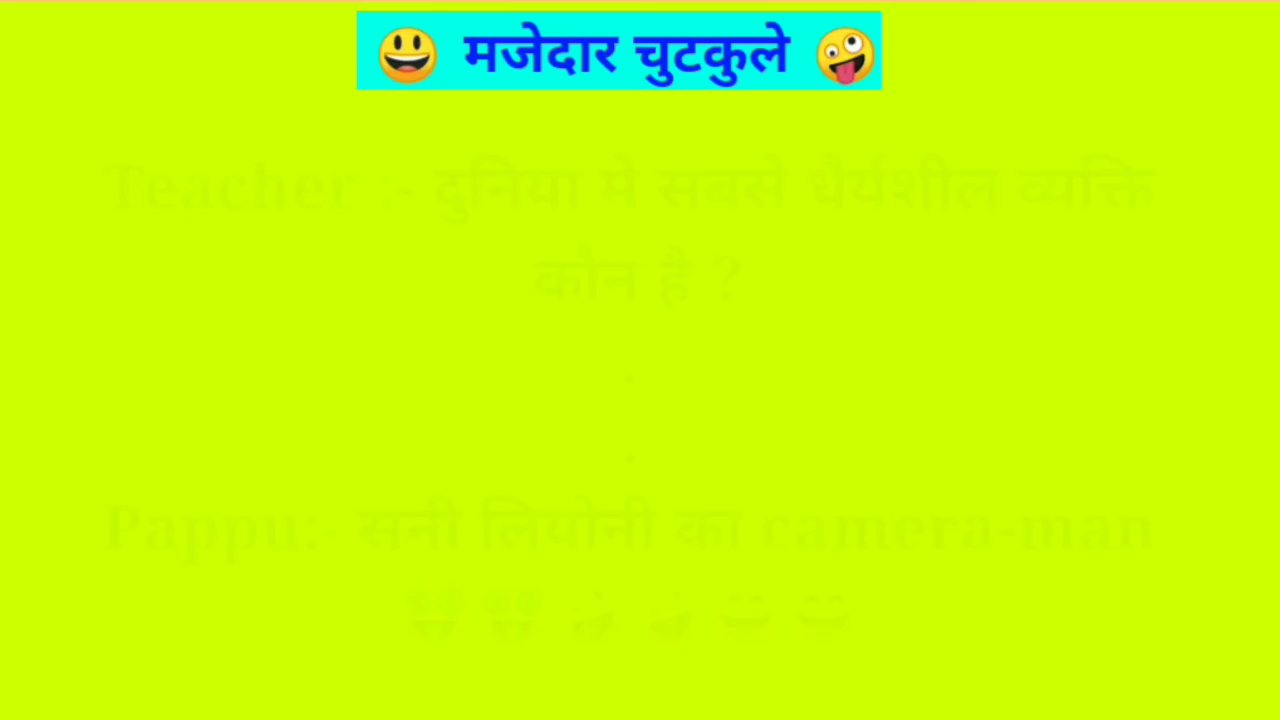 😃 मजेदार चुटकुले 🤪
Teacher :- दुनिया मे सबसे धैर्यशील व्यक्ति
कौन है ?
.
.
Pappu:- सनी लियोनी का camera-man